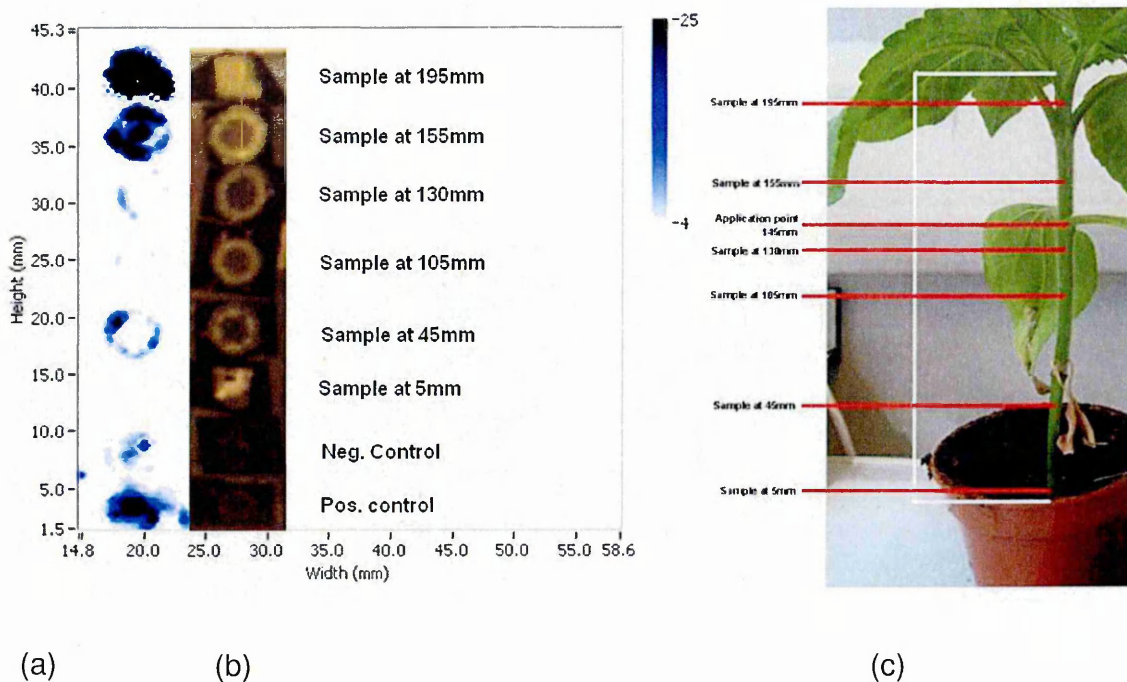 45.3
40.0
35.0
30.0
25.0
20.0
15.0
10.0
5.0
1.5
Height (mm)
14.8 20.0 25.0 30.0 35.0 40.0 45.0 50.0 55.0 58.6
Width (mm)
Sample at 195mm
Sample at 155mm
Sample at 130mm
Sample at 105mm
Sample at 45mm
Sample at 5mm
Neg. Control
Pos. control
-25
-4
Sample at 195mm
Sample at 155mm
Application point
145mm
Sample at 130mm
Sample at 105mm
Sample at 45mm
Sample at 5mm
(a) (b) (c)